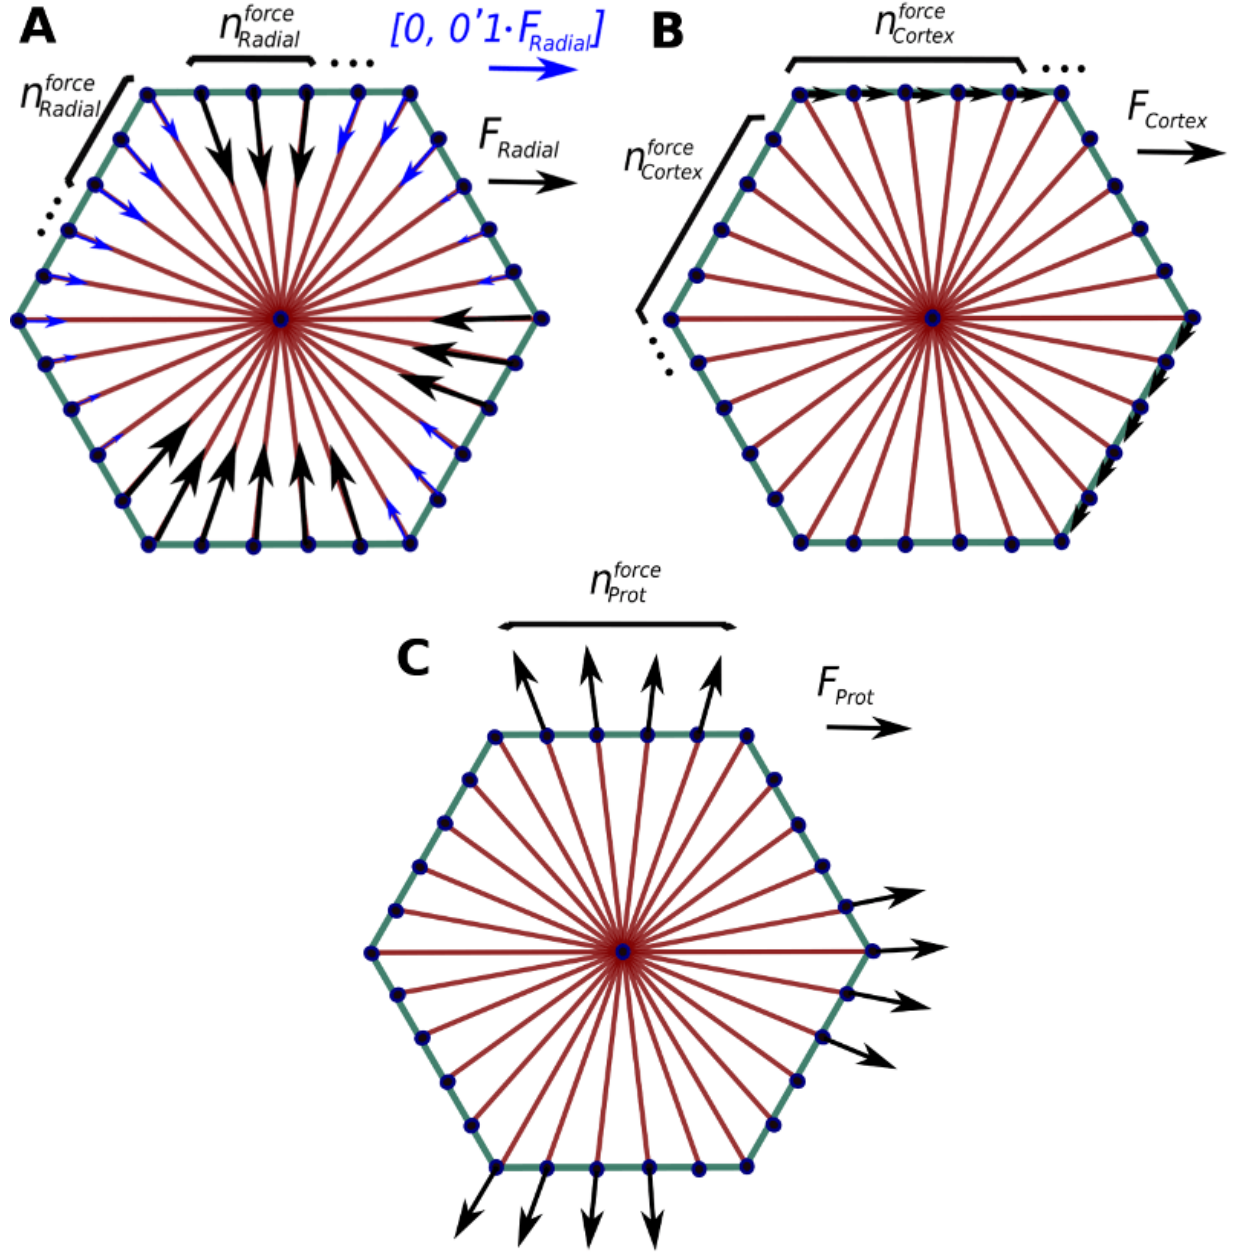 A
n^force_Radial ...
[0, 0'1·F_Radial]
n^force_Radial
...
F_Radial
B
n^force_Cortex
...
F_Cortex
n^force_Cortex
...
C
n^force_Prot
F_Prot